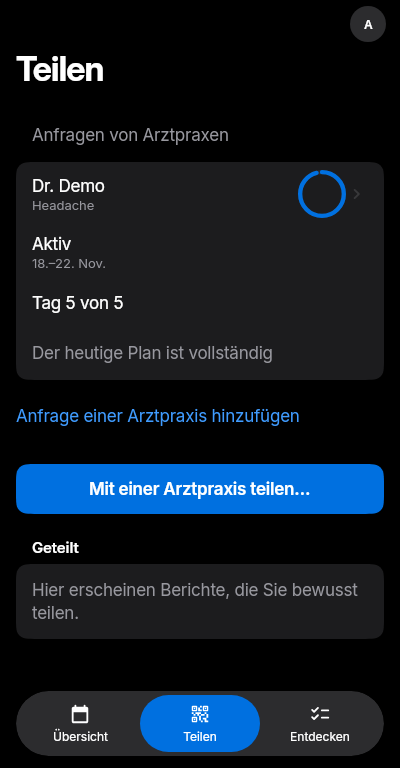 A
Teilen
Anfragen von Arztpraxen
Dr. Demo
Headache
Aktiv
18.–22. Nov.
Tag 5 von 5
Der heutige Plan ist vollständig
Anfrage einer Arztpraxis hinzufügen
Mit einer Arztpraxis teilen...
Geteilt
Hier erscheinen Berichte, die Sie bewusst
teilen.
Übersicht
Teilen
Entdecken